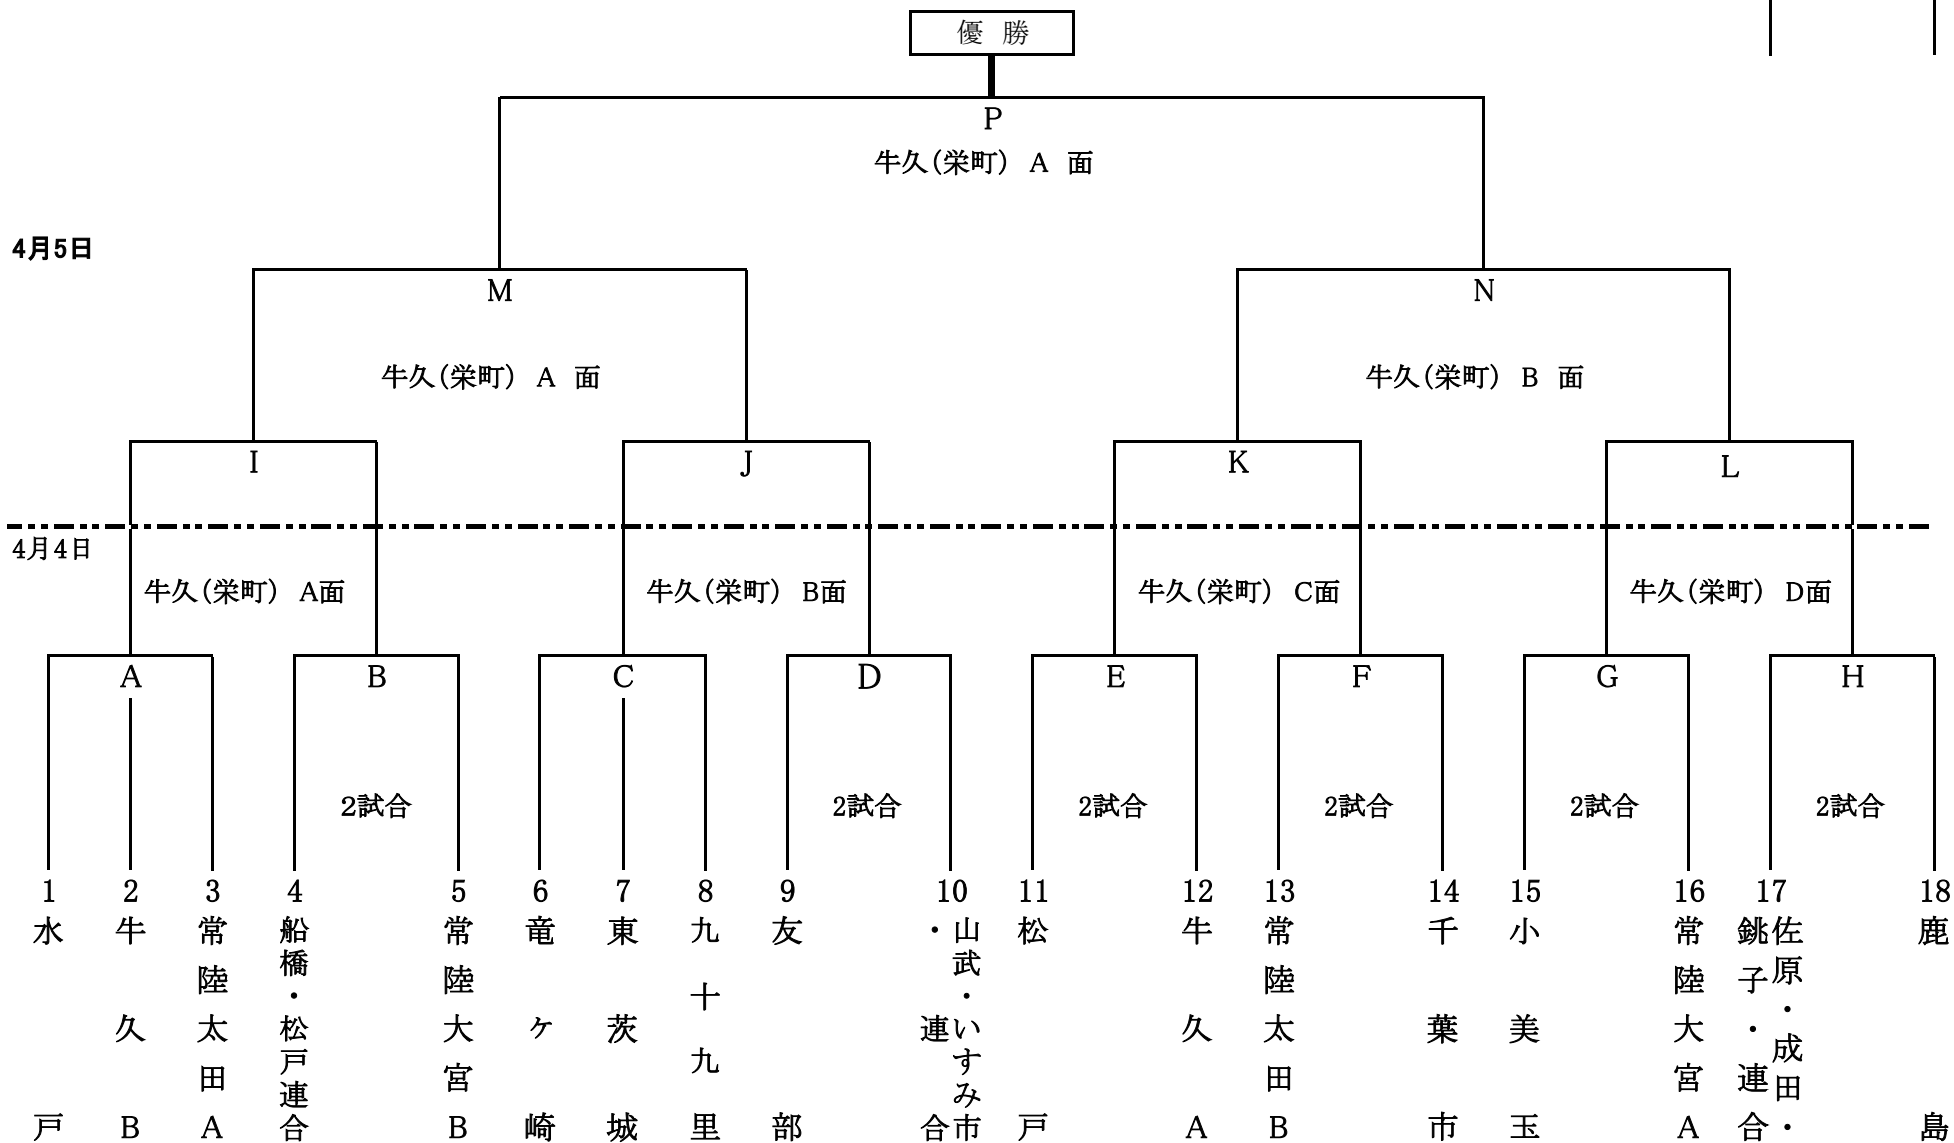 優 勝
P
牛久(栄町) A 面
4月5日
M
N
牛久(栄町) A 面
牛久(栄町) B 面
I
J
K
L
4月4日
牛久(栄町) A面
牛久(栄町) B面
牛久(栄町) C面
牛久(栄町) D面
A
B
C
D
E
F
G
H
2試合
2試合
2試合
2試合
2試合
2試合
1
2
3
4
5
6
7
8
9
10
11
12
13
14
15
16
17
18
水戸
牛久B
常陸太田A
船橋・松戸連合
常陸大宮B
竜ヶ崎
東茨城
九十九里
友部
山武・いすみ市
・連合
松戸
牛久A
常陸太田B
千葉市
小美玉
常陸大宮A
佐原・成田・
銚子・連合
鹿島